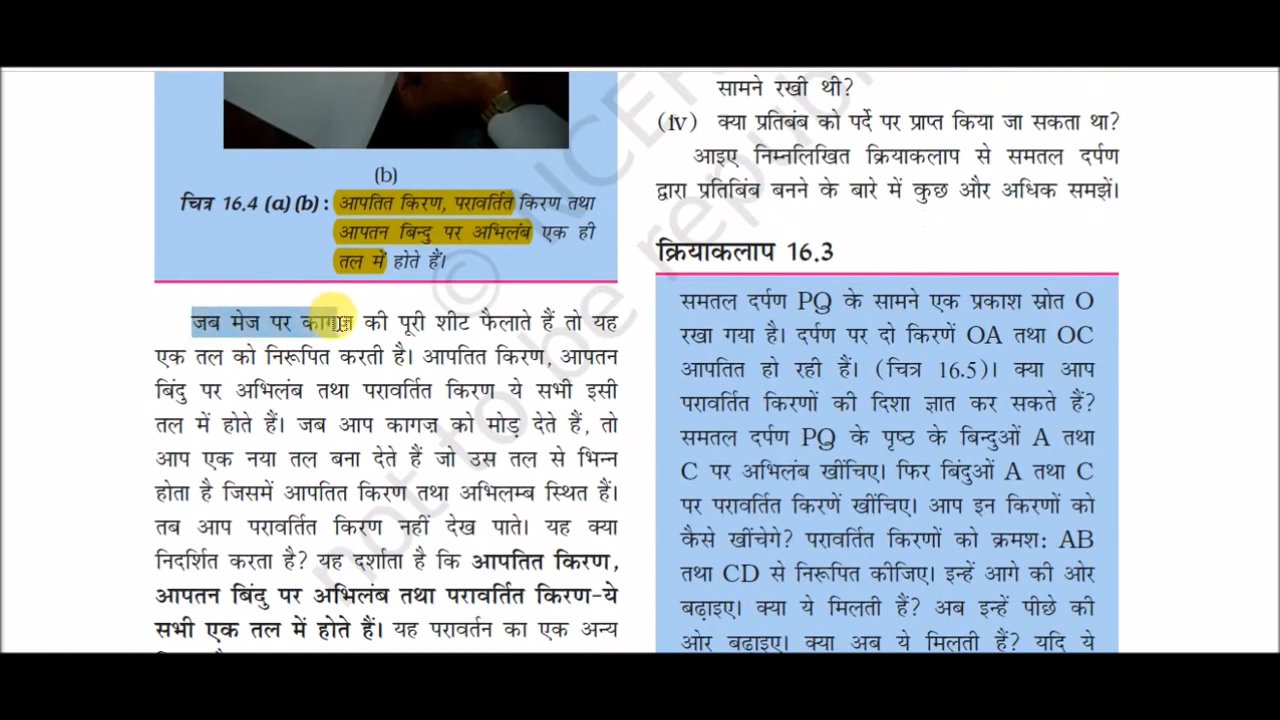 (b)
चित्र 16.4 (a) (b) : आपतित किरण, परावर्तित किरण तथा
आपतन बिन्दु पर अभिलंब एक ही
तल में होते हैं।
जब मेज पर कागज़ की पूरी शीट फैलाते हैं तो यह
एक तल को निरूपित करती है। आपतित किरण, आपतन
बिंदु पर अभिलंब तथा परावर्तित किरण ये सभी इसी
तल में होते हैं। जब आप कागज़ को मोड़ देते हैं, तो
आप एक नया तल बना देते हैं जो उस तल से भिन्न
होता है जिसमें आपतित किरण तथा अभिलम्ब स्थित हैं।
तब आप परावर्तित किरण नहीं देख पाते। यह क्या
निदर्शित करता है? यह दर्शाता है कि आपतित किरण,
आपतन बिंदु पर अभिलंब तथा परावर्तित किरण-ये
सभी एक तल में होते हैं। यह परावर्तन का एक अन्य
सामने रखी थी?
(iv) क्या प्रतिबंब को पर्दे पर प्राप्त किया जा सकता था?
आइए निम्नलिखित क्रियाकलाप से समतल दर्पण
द्वारा प्रतिबिंब बनने के बारे में कुछ और अधिक समझें।
क्रियाकलाप 16.3
समतल दर्पण PQ के सामने एक प्रकाश स्रोत O
रखा गया है। दर्पण पर दो किरणें OA तथा OC
आपतित हो रही हैं। (चित्र 16.5)। क्या आप
परावर्तित किरणों की दिशा ज्ञात कर सकते हैं?
समतल दर्पण PQ के पृष्ठ के बिन्दुओं A तथा
C पर अभिलंब खींचिए। फिर बिंदुओं A तथा C
पर परावर्तित किरणें खींचिए। आप इन किरणों को
कैसे खींचेगे? परावर्तित किरणों को क्रमश: AB
तथा CD से निरूपित कीजिए। इन्हें आगे की ओर
बढ़ाइए। क्या ये मिलती हैं? अब इन्हें पीछे की
ओर बढाइए। क्या अब ये मिलती हैं? यदि ये
© NCER
not to be republ